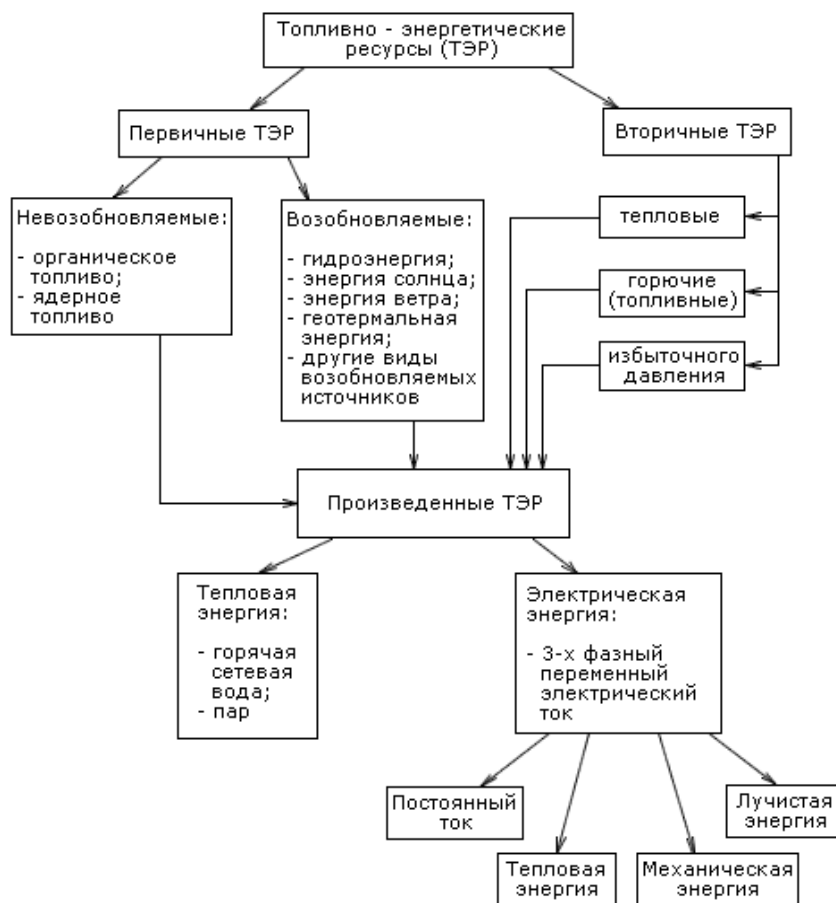 Топливно - энергетические
ресурсы (ТЭР)
Первичные ТЭР
Вторичные ТЭР
Невозобновляемые:
- органическое
топливо;
- ядерное
топливо
Возобновляемые:
- гидроэнергия;
- энергия солнца;
- энергия ветра;
- геотермальная
энергия;
- другие виды
возобновляемых
источников
тепловые
горючие
(топливные)
избыточного
давления
Произведенные ТЭР
Тепловая
энергия:
- горячая
сетевая
вода;
- пар
Электрическая
энергия:
- 3-х фазный
переменный
электрический
ток
Постоянный
ток
Тепловая
энергия
Механическая
энергия
Лучистая
энергия